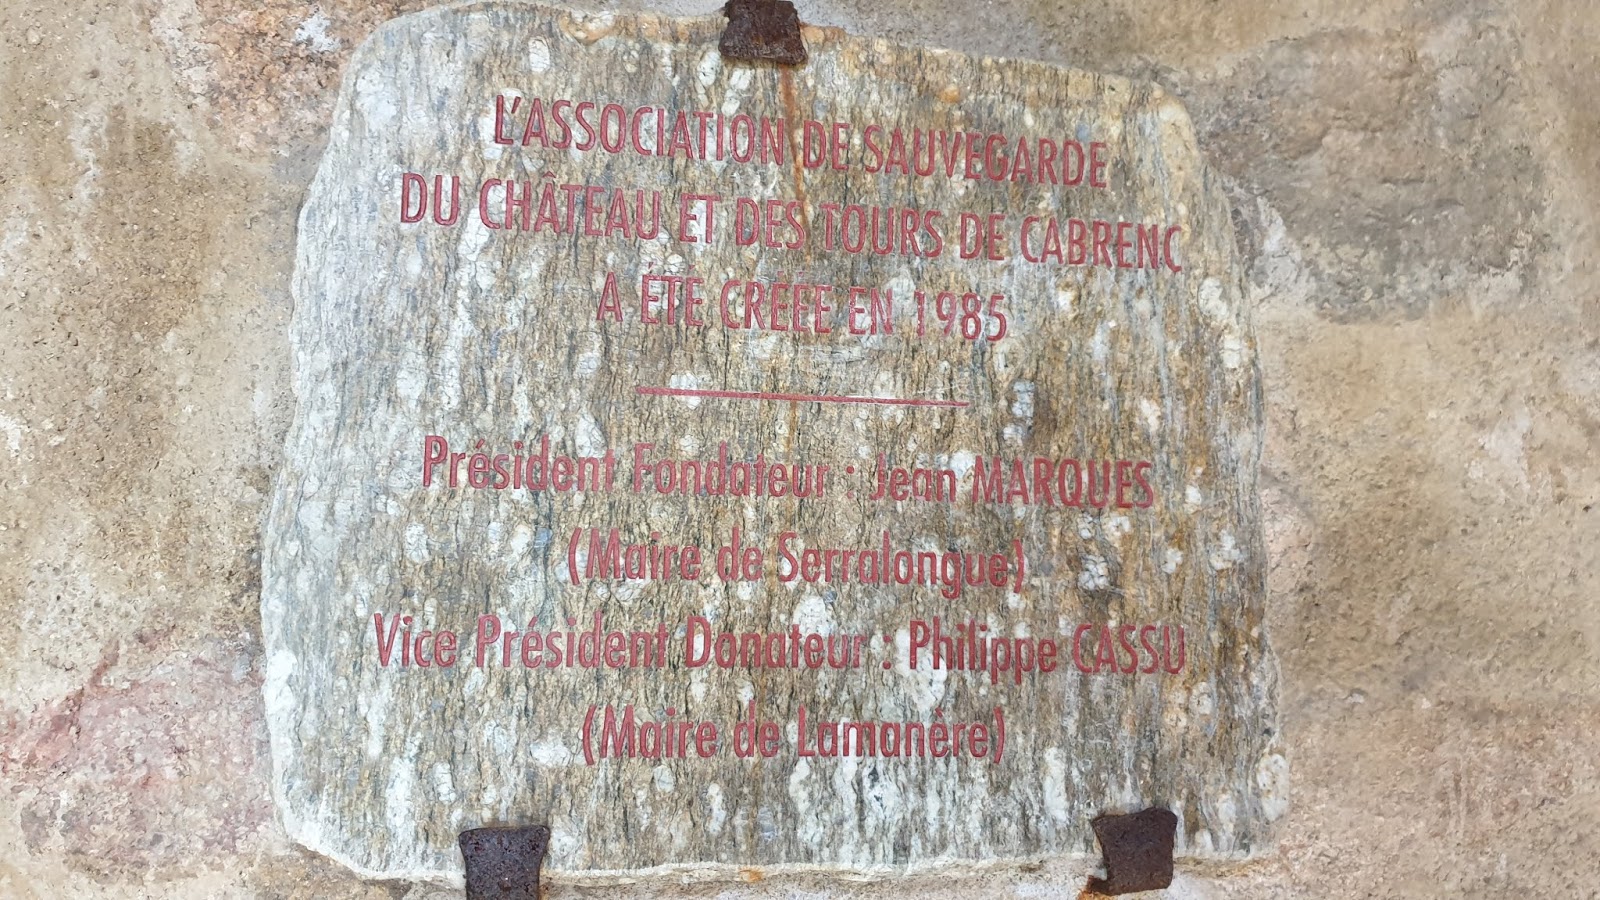 L'ASSOCIATION DE SAUVEGARDE
DU CHÂTEAU ET DES TOURS DE CABRENÇ
A ÉTÉ CRÉÉE EN 1985
Président Fondateur : Jean MARQUES
(Maire de Serralongue)
Vice Président Donateur : Philippe CASSU
(Maire de Lamanère)